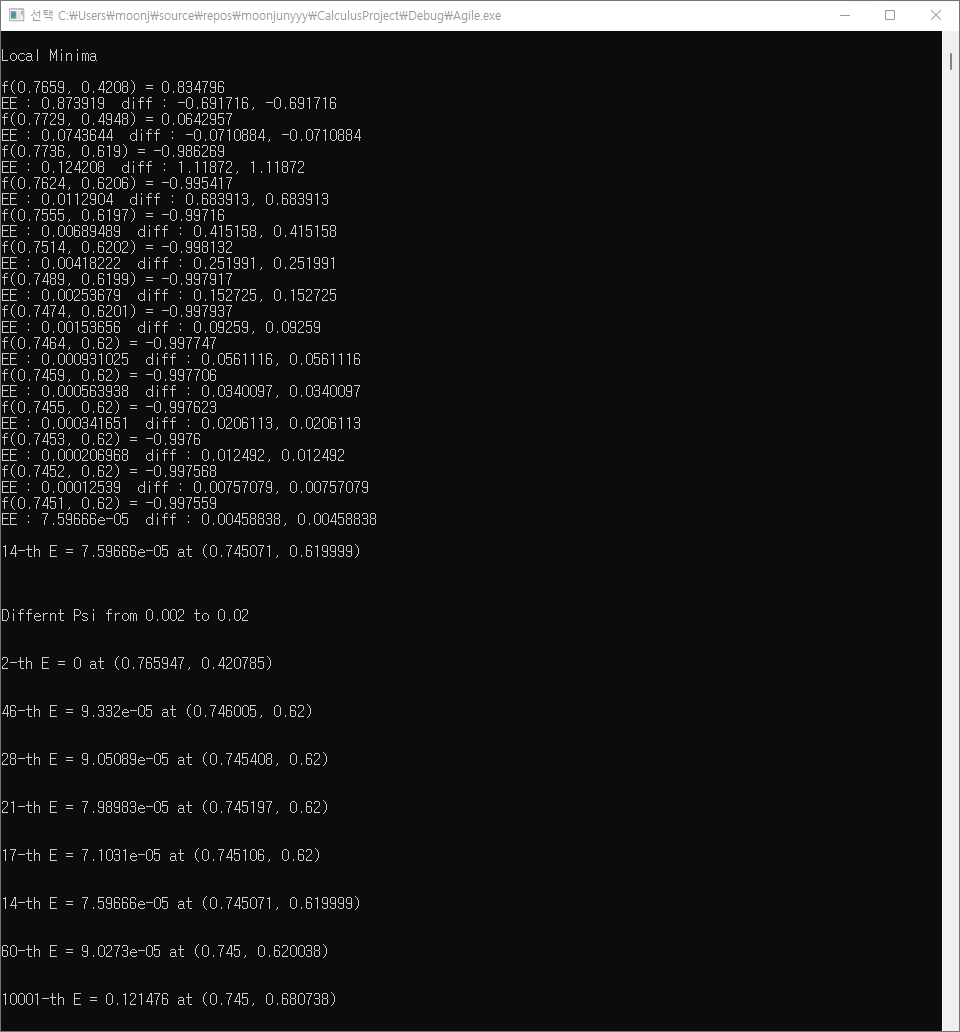 선택 C:₩Users₩moonj₩source₩repos₩moonjunyyy₩CalculusProject₩Debug₩Agile.exe
Local Minima
f(0.7659, 0.4208) = 0.834796
EE : 0.873919  diff : -0.691716, -0.691716
f(0.7729, 0.4948) = 0.0642957
EE : 0.0743644  diff : -0.0710884, -0.0710884
f(0.7736, 0.619) = -0.986269
EE : 0.124208  diff : 1.11872, 1.11872
f(0.7624, 0.6206) = -0.995417
EE : 0.0112904  diff : 0.683913, 0.683913
f(0.7555, 0.6197) = -0.99716
EE : 0.00689489  diff : 0.415158, 0.415158
f(0.7514, 0.6202) = -0.998132
EE : 0.00418222  diff : 0.251991, 0.251991
f(0.7489, 0.6199) = -0.997917
EE : 0.00253679  diff : 0.152725, 0.152725
f(0.7474, 0.6201) = -0.997937
EE : 0.00153656  diff : 0.09259, 0.09259
f(0.7464, 0.62) = -0.997747
EE : 0.000931025  diff : 0.0561116, 0.0561116
f(0.7459, 0.62) = -0.997706
EE : 0.000563938  diff : 0.0340097, 0.0340097
f(0.7455, 0.62) = -0.997623
EE : 0.000341651  diff : 0.0206113, 0.0206113
f(0.7453, 0.62) = -0.9976
EE : 0.000206968  diff : 0.012492, 0.012492
f(0.7452, 0.62) = -0.997568
EE : 0.00012539  diff : 0.00757079, 0.00757079
f(0.7451, 0.62) = -0.997559
EE : 7.59666e-05  diff : 0.00458838, 0.00458838
14-th E = 7.59666e-05 at (0.745071, 0.619999)
Differnt Psi from 0.002 to 0.02
2-th E = 0 at (0.765947, 0.420785)
46-th E = 9.332e-05 at (0.746005, 0.62)
28-th E = 9.05089e-05 at (0.745408, 0.62)
21-th E = 7.98983e-05 at (0.745197, 0.62)
17-th E = 7.1031e-05 at (0.745106, 0.62)
14-th E = 7.59666e-05 at (0.745071, 0.619999)
60-th E = 9.0273e-05 at (0.745, 0.620038)
10001-th E = 0.121476 at (0.745, 0.680738)